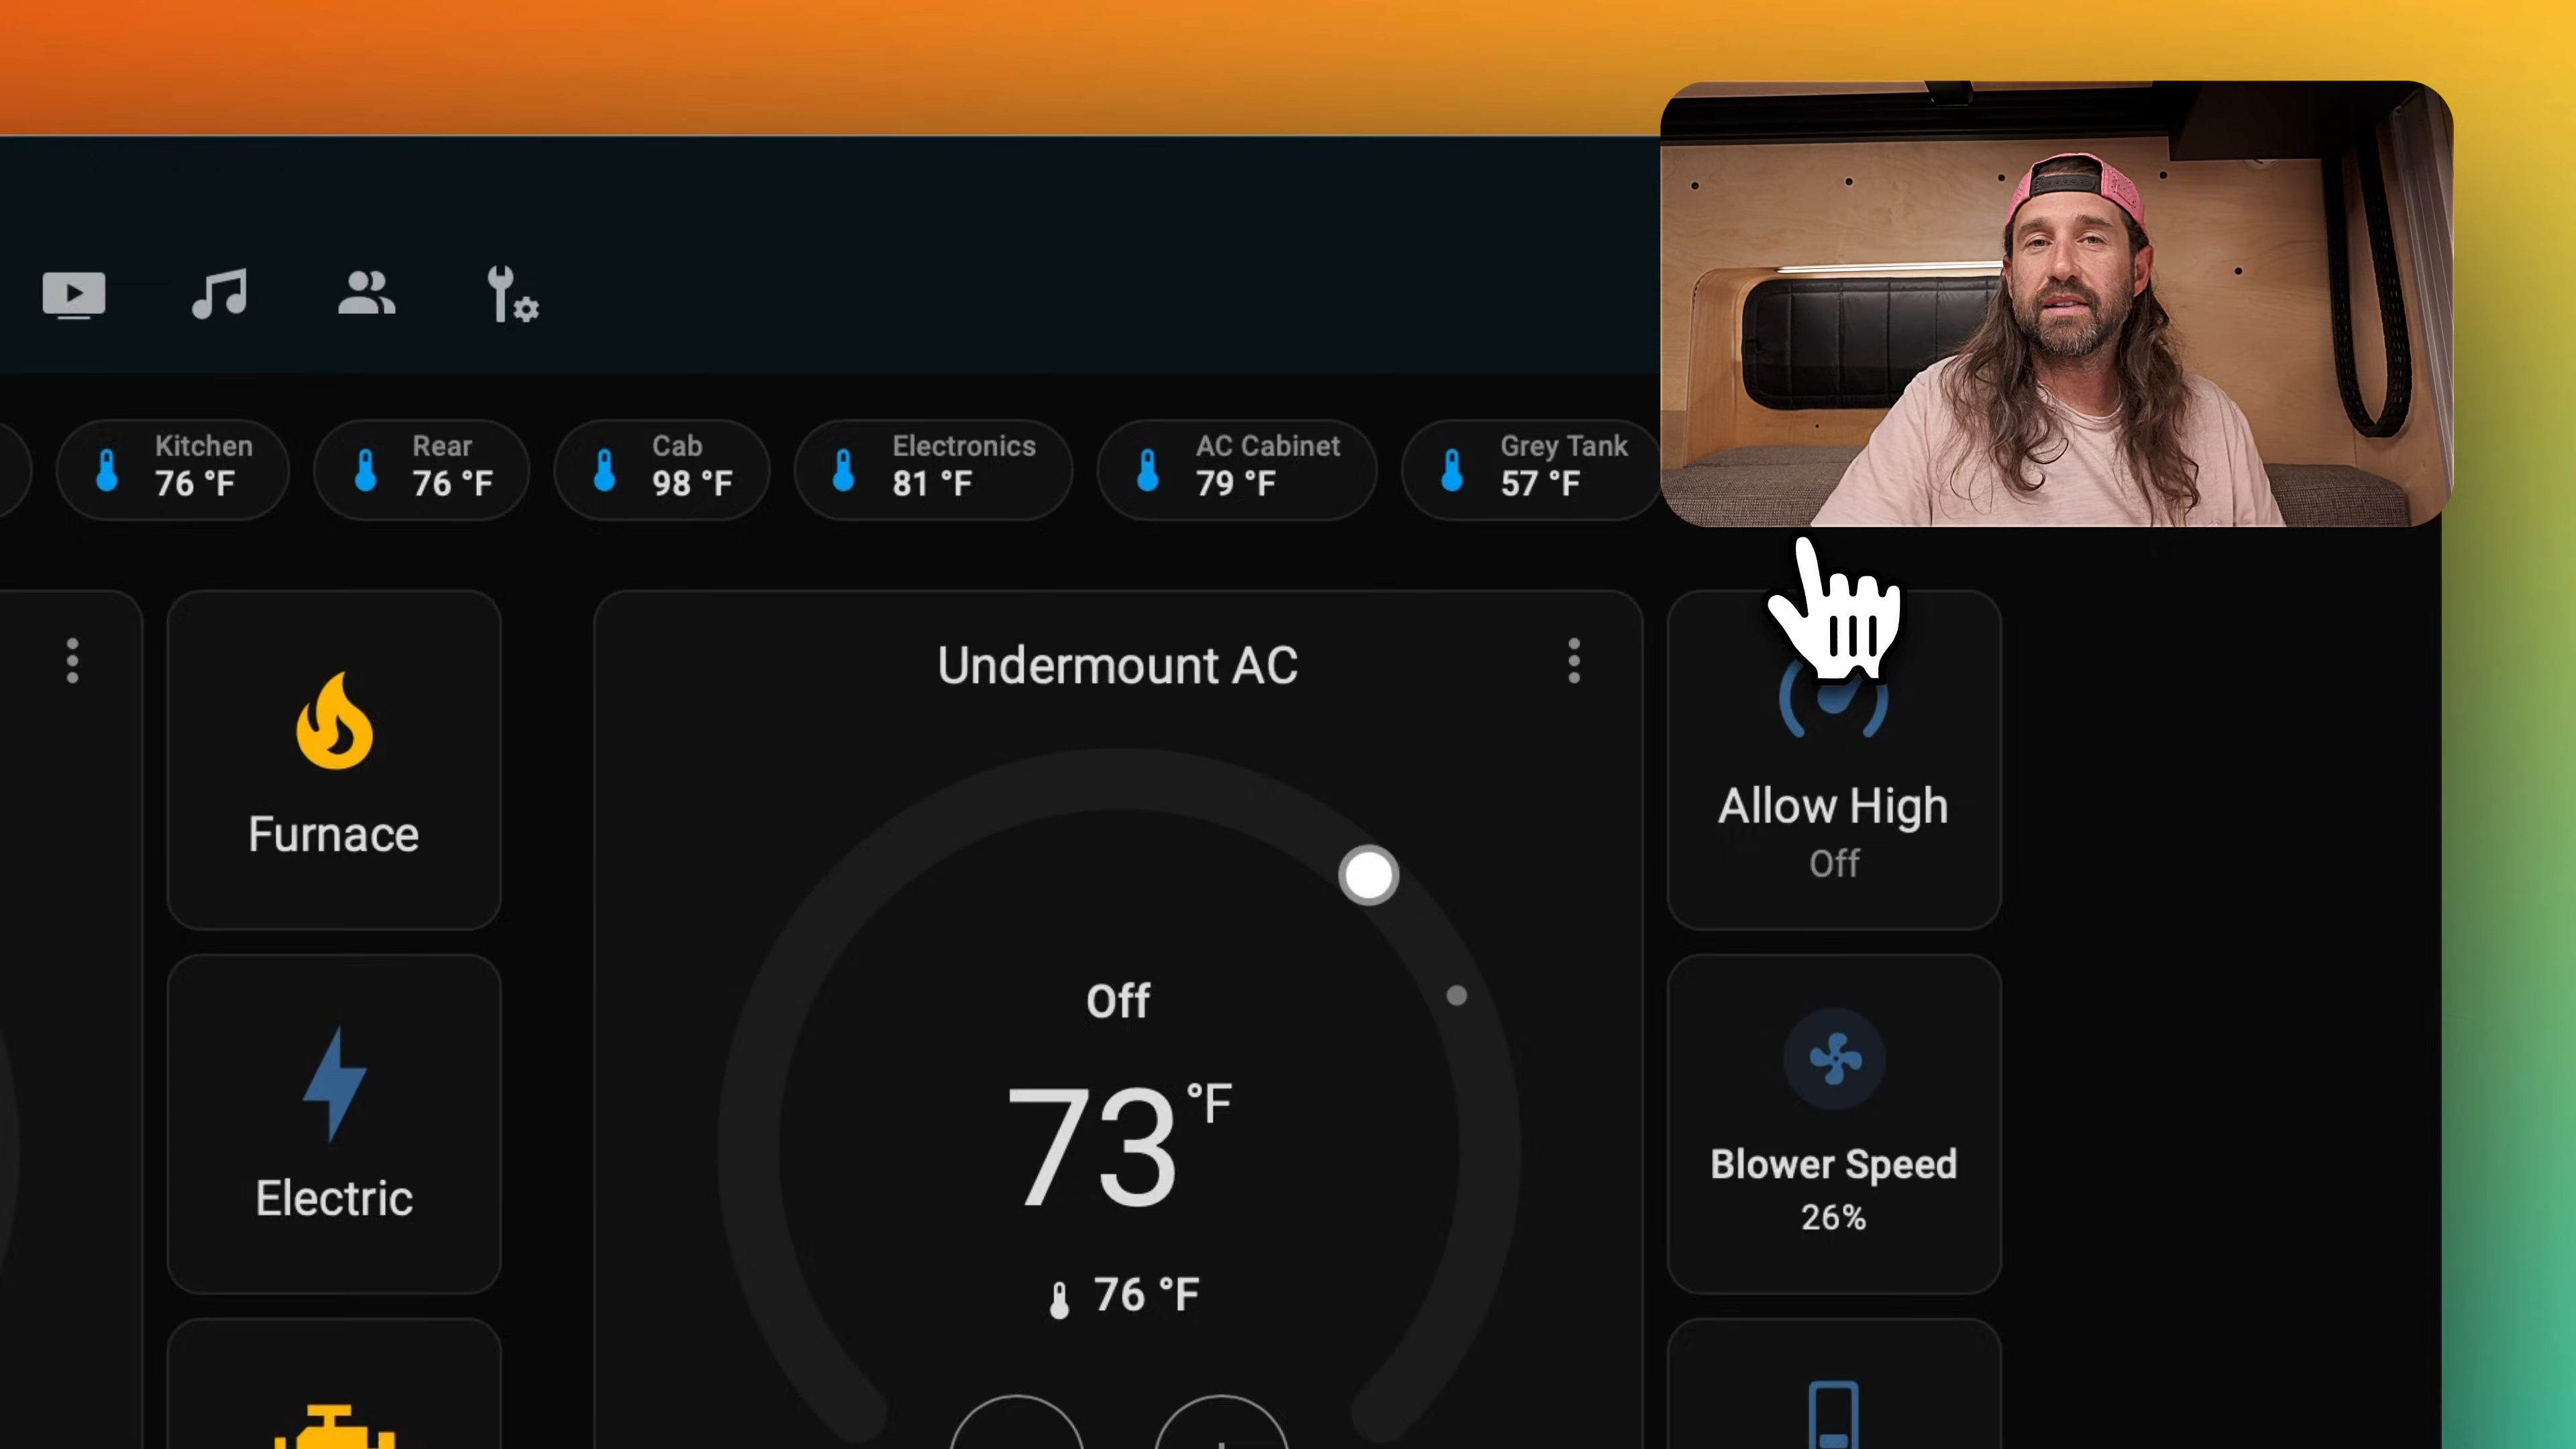 Kitchen
76 °F
Rear
76 °F
Cab
98 °F
Electronics
81 °F
AC Cabinet
79 °F
Grey Tank
57 °F
Furnace
Undermount AC
Allow High
Off
Off
73 °F
76 °F
Electric
Blower Speed
26%